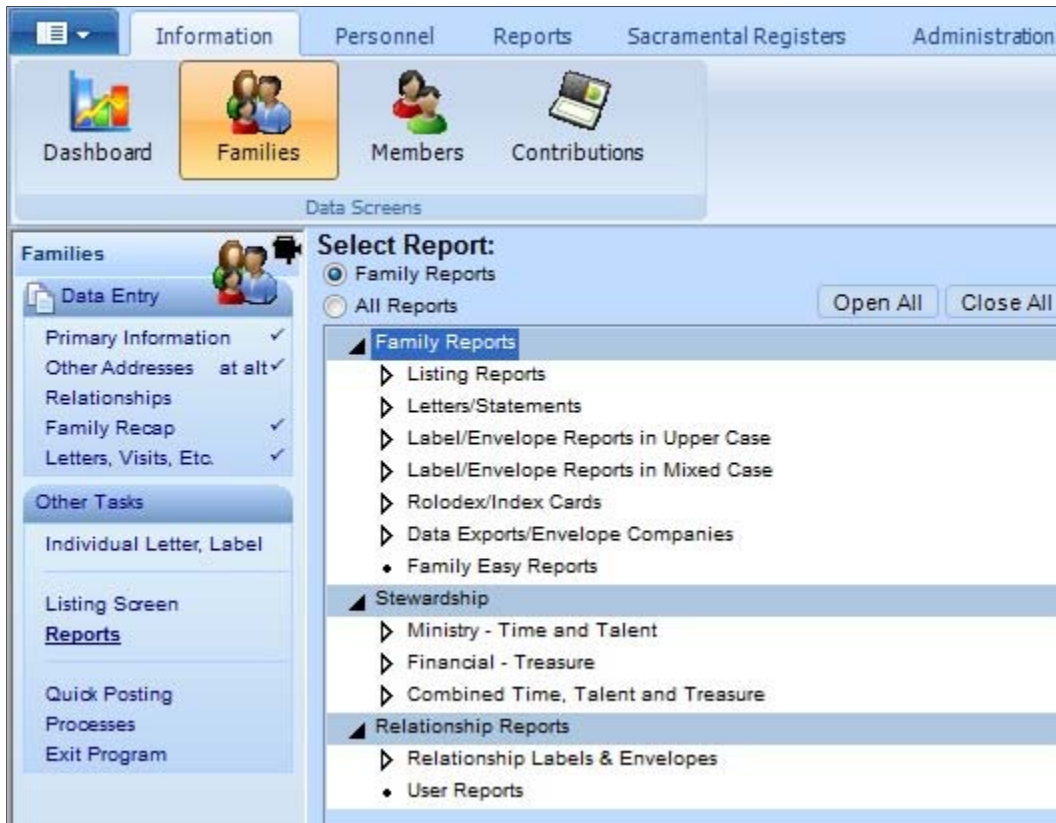 Information Personnel Reports Sacramental Registers Administration
Dashboard Families Members Contributions
Data Screens
Families
Data Entry
Primary Information
Other Addresses at alt
Relationships
Family Recap
Letters, Visits, Etc.
Other Tasks
Individual Letter, Label
Listing Screen
Reports
Quick Posting
Processes
Exit Program
Select Report:
Family Reports
All Reports
Open All Close All
Family Reports
Listing Reports
Letters/Statements
Label/Envelope Reports in Upper Case
Label/Envelope Reports in Mixed Case
Rolodex/Index Cards
Data Exports/Envelope Companies
Family Easy Reports
Stewardship
Ministry - Time and Talent
Financial - Treasure
Combined Time, Talent and Treasure
Relationship Reports
Relationship Labels & Envelopes
User Reports